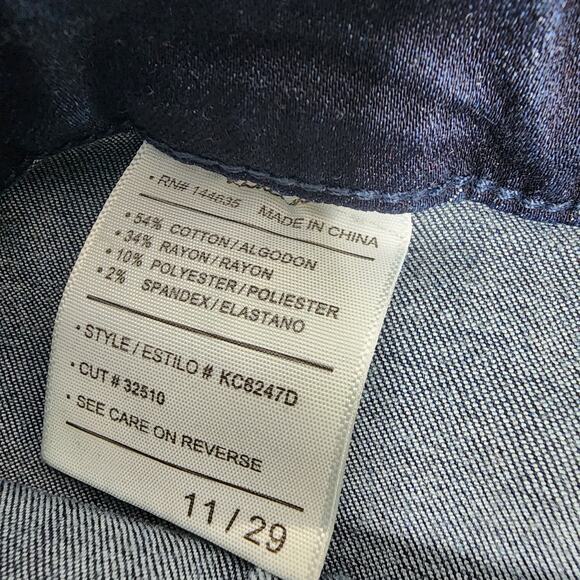 • RN# 144635
MADE IN CHINA
• 54% COTTON/ALGODON
• 34% RAYON/RAYON
• 10% POLYESTER/POLIESTER
• 2% SPANDEX/ELASTANO
• STYLE/ESTILO # KC8247D
• CUT # 32510
• SEE CARE ON REVERSE
11/29